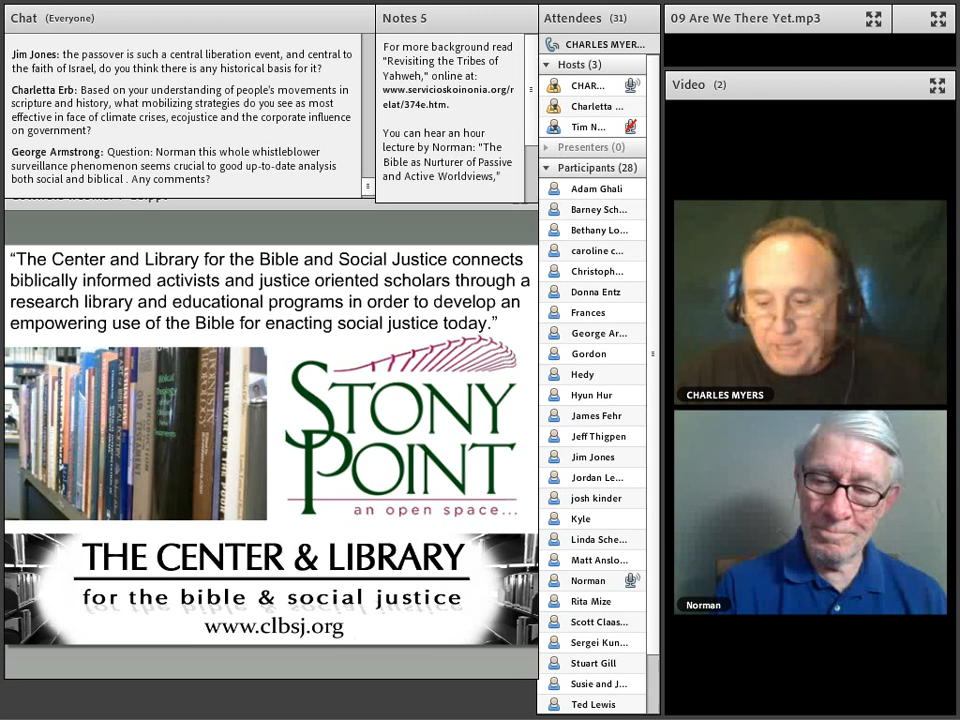 Chat (Everyone)
Jim Jones: the passover is such a central liberation event, and central to
the faith of Israel, do you think there is any historical basis for it?
Charletta Erb: Based on your understanding of people's movements in
scripture and history, what mobilizing strategies do you see as most
effective in face of climate crises, ecojustice and the corporate influence
on government?
George Armstrong: Question: Norman this whole whistleblower
surveillance phenomenon seems crucial to good up-to-date analysis
both social and biblical . Any comments?
Notes 5
For more background read
"Revisiting the Tribes of
Yahweh," online at:
www.servicioskoinonia.org/r
elat/374e.htm.
You can hear an hour
lecture by Norman: "The
Bible as Nurturer of Passive
and Active Worldviews,"
“The Center and Library for the Bible and Social Justice connects
biblically informed activists and justice oriented scholars through a
research library and educational programs in order to develop an
empowering use of the Bible for enacting social justice today.”
STONY
POINT
an open space...
THE CENTER & LIBRARY
for the bible & social justice
www.clbsj.org
Attendees (31)
CHARLES MYER...
Hosts (3)
CHAR...
Charletta ...
Tim N...
Presenters (0)
Participants (28)
Adam Ghali
Barney Sch...
Bethany Lo...
caroline c...
Christoph...
Donna Entz
Frances
George Ar...
Gordon
Hedy
Hyun Hur
James Fehr
Jeff Thigpen
Jim Jones
Jordan Le...
josh kinder
Kyle
Linda Sche...
Matt Anslo...
Norman
Rita Mize
Scott Claas...
Sergei Kun...
Stuart Gill
Susie and J...
Ted Lewis
09 Are We There Yet.mp3
Video (2)
CHARLES MYERS
Norman